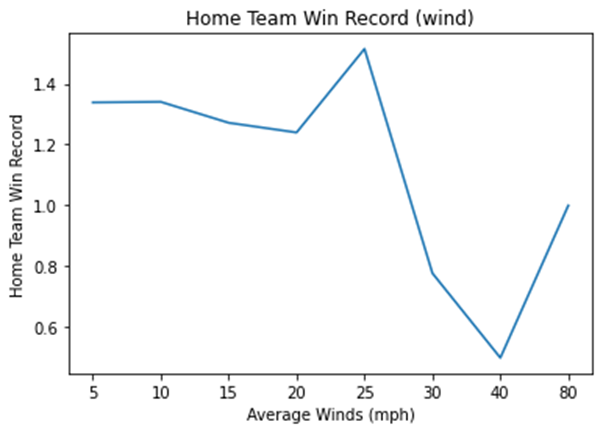 Home Team Win Record (wind)
1.4
1.2
1.0
0.8
0.6
Home Team Win Record
5 10 15 20 25 30 40 80
Average Winds (mph)